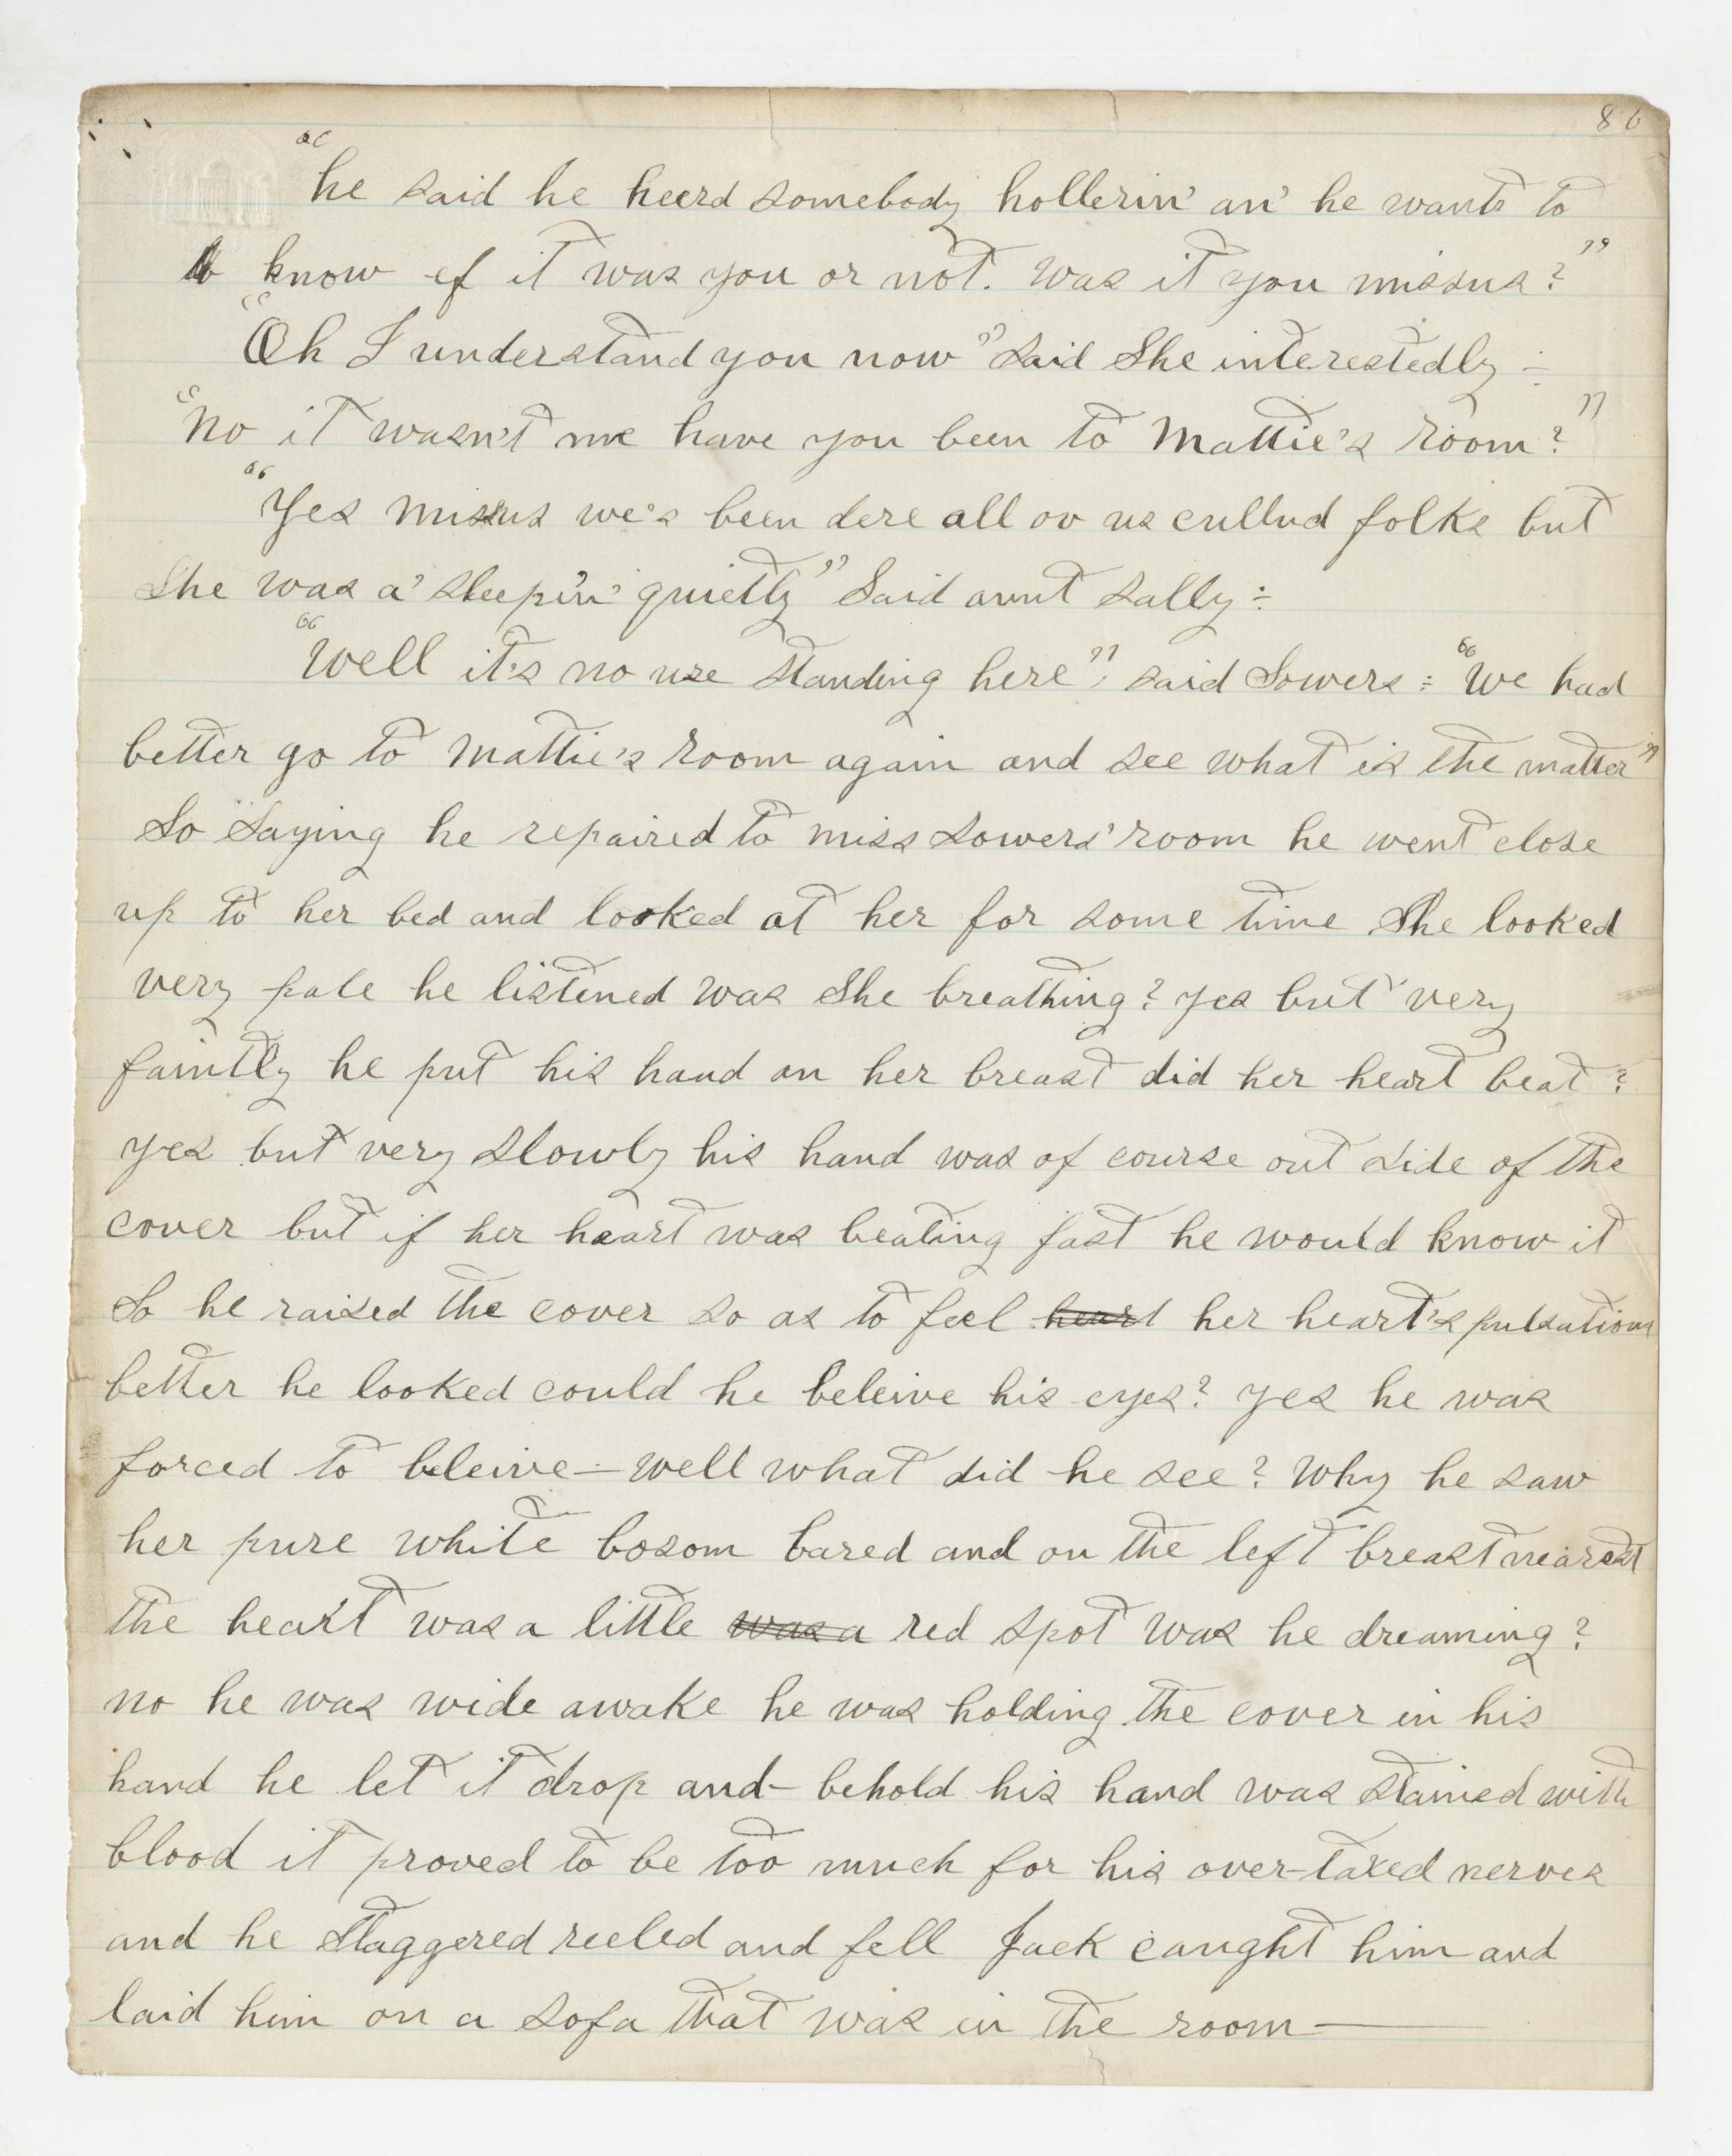 86
"he said he heerd somebody hollerin' an' he wants to
to know ef it was you or not. Was it you missus?"
"Oh I understand you now" said she interestedly –
"No it wasn't me have you been to Mattie's room?"
"Yes missus we's been dere all ov us cullud folks but
she was a' sleepin' quietly" said aunt Sally:
"Well it's no use standing here", said Sowers: "We had
better go to Mattie's room again and see what is the matter"
So saying he repaired to miss Sowers' room he went close
up to her bed and looked at her for some time She looked
very pale he listened was she breathing? Yes but very
faintly he put his hand on her breast did her heart beat?
yes but very slowly his hand was of course out side of the
cover but if her heart was beating fast he would know it
So he raised the cover so as to feel heart her heart's pulsations
better he looked could he beleive his eyes? Yes he was
forced to beleive – well what did he see? Why he saw
her pure white bosom bared and on the left breast nearest
the heart was a little was a red spot was he dreaming?
no he was wide awake he was holding the cover in his
hand he let it drop and – behold his hand was stained with
blood it proved to be too much for his over-taxed nerves
and he staggered reeled and fell Jack caught him and
laid him on a sofa that was in the room —